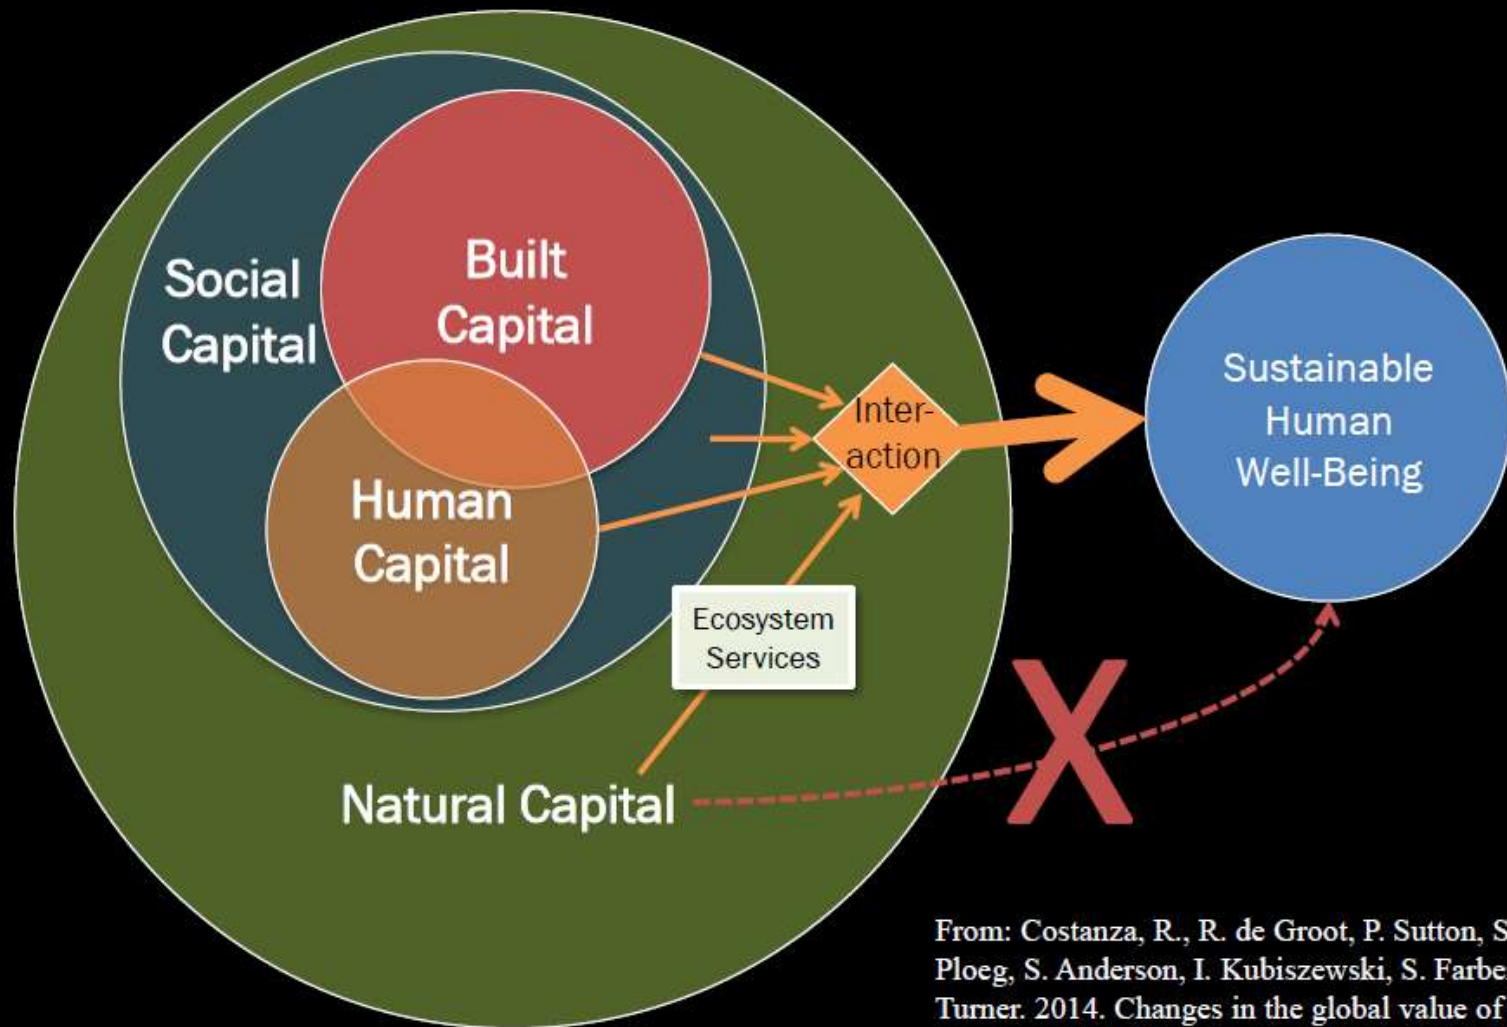 Social
Capital
Built
Capital
Human
Capital
Inter-
action
Ecosystem
Services
Natural Capital
Sustainable
Human
Well-Being
X
From: Costanza, R., R. de Groot, P. Sutton, S
Ploeg, S. Anderson, I. Kubiszewski, S. Farbe
Turner. 2014. Changes in the global value of